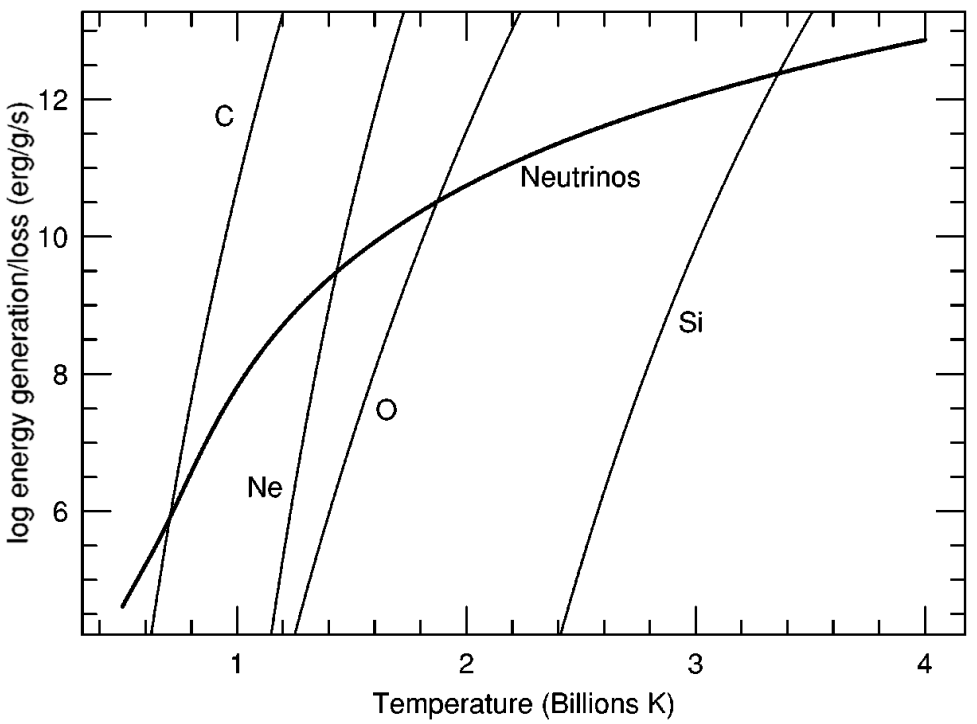 log energy generation/loss (erg/g/s)
12
10
8
6
C
Neutrinos
Si
O
Ne
1 2 3 4
Temperature (Billions K)